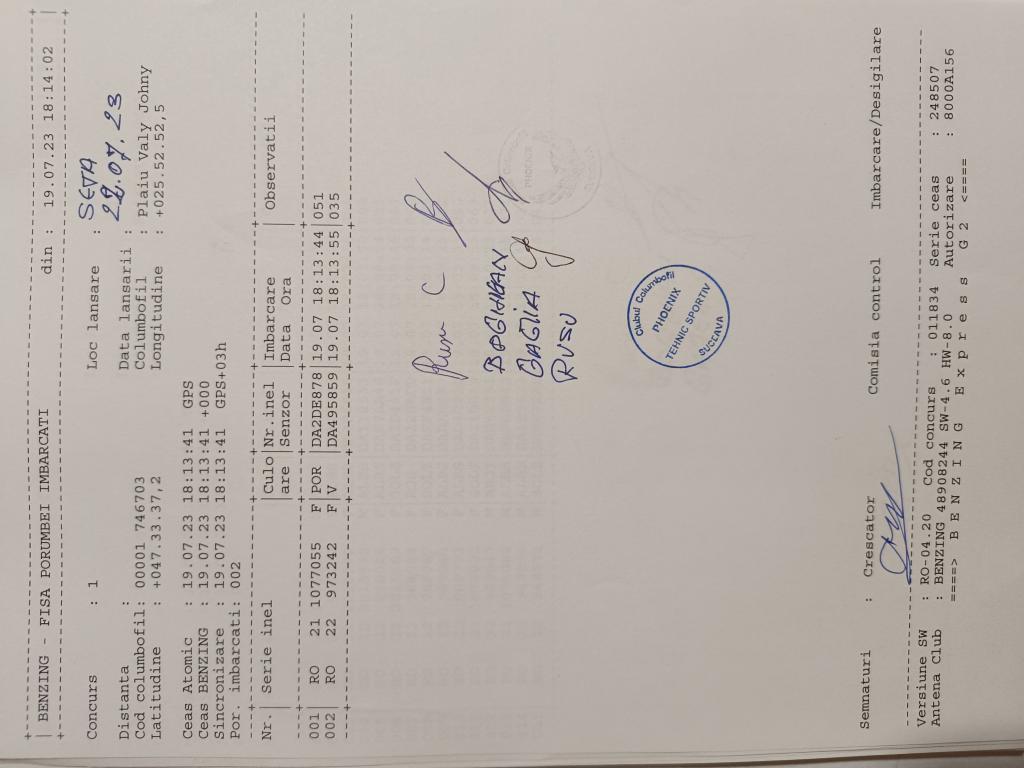 +------------------------------------------------------------------+
| BENZING - FISA PORUMBEI IMBARCATI din : 19.07.23 18:14:02 |
+------------------------------------------------------------------+
Concurs : 1 Loc lansare : SETA
Distanta : Data lansarii : 22.07.23
Cod columbofil: 00001 746703 Columbofil : Plaiu Valy Johny
Latitudine : +047.33.37,2 Longitudine : +025.52.52,5
Ceas Atomic : 19.07.23 18:13:41 GPS
Ceas BENZING : 19.07.23 18:13:41 +000
Sincronizare : 19.07.23 18:13:41 GPS+03h
Por. imbarcati: 002
Nr.| Serie inel |Culo|Nr.inel |Imbarcare | Observatii
| |are |Senzor |Data Ora |
001| RO 21 1077055 F|POR |DA2DE878|19.07 18:13:44|051
002| RO 22 973242 F|V |DA495859|19.07 18:13:55|035
C
BEGHIBAN
GAGIIA
RUSU
Clubul Columbofil
PHOENIX
TEHNIC SPORTIV
SUCEAVA
Semnaturi : Crescator Comisia control Imbarcare/Desigilare
Versiune SW : RO-04.20 Cod concurs : 011834 Serie ceas : 248507
Antena Club : BENZING 48908244 SW-4.6 HW-8.0 Autorizare : 8000A156
====> B E N Z I N G E x p r e s s G 2 <====